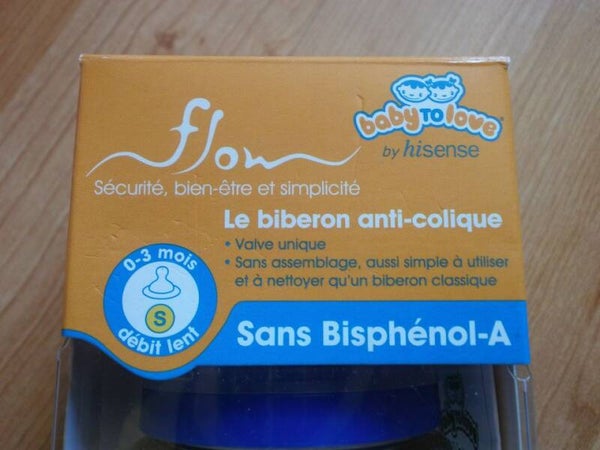 flow
Sécurité, bien-être et simplicité
baby TO love
by hisense
Le biberon anti-colique
• Valve unique
• Sans assemblage, aussi simple à utiliser
et à nettoyer qu'un biberon classique
0-3 mois
S
débit lent
Sans Bisphénol-A